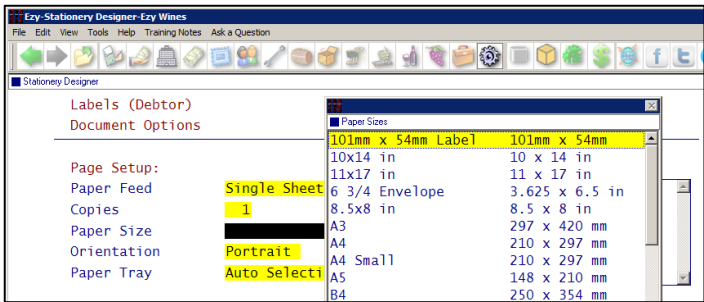 Ezy-Stationery Designer-Ezy Wines
File Edit View Tools Help Training Notes Ask a Question
Stationery Designer
Labels (Debtor)
Document Options
Page Setup:
Paper Feed Single Sheet
Copies 1
Paper Size
Orientation Portrait
Paper Tray Auto Selecti
Paper Sizes
101mm x 54mm Label 101mm x 54mm
10x14 in 10 x 14 in
11x17 in 11 x 17 in
6 3/4 Envelope 3.625 x 6.5 in
8.5x8 in 8.5 x 8 in
A3 297 x 420 mm
A4 210 x 297 mm
A4 Small 210 x 297 mm
A5 148 x 210 mm
B4 250 x 354 mm